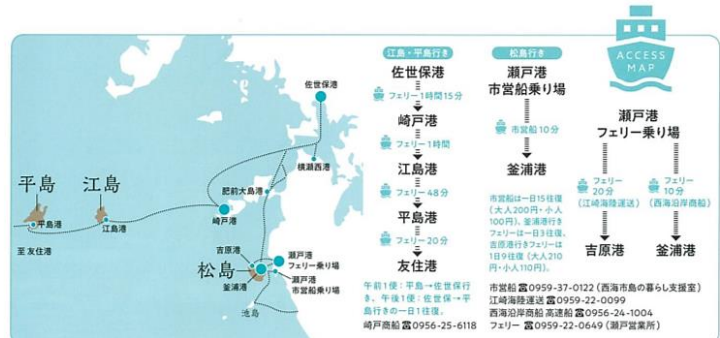 ACCESS
MAP
佐世保港
横瀬西港
肥前大島港
崎戸港
平島
江島
平島港
江島港
至 友住港
吉原港
瀬戸港
フェリー乗り場
松島
釜浦港
瀬戸港
市営船乗り場
池島
江島・平島行き
佐世保港
フェリー1時間15分
崎戸港
フェリー1時間
江島港
フェリー48分
平島港
フェリー20分
友住港
午前1便：平島→佐世保行
き、午後1便：佐世保→平
島行きの一日1往復。
崎戸商船 ☎0956-25-6118
松島行き
瀬戸港
市営船乗り場
市営船10分
釜浦港
市営船は一日15往復
（大人200円・小人
100円）。釜浦港行き
フェリーは一日3往復、
吉原港行きフェリーは
1日9往復（大人210
円・小人110円）。
瀬戸港
フェリー乗り場
フェリー
20分
（江崎海陸運送）
吉原港
フェリー
10分
（西海沿岸商船）
釜浦港
市営船 ☎0959-37-0122（西海市島の暮らし支援室）
江崎海陸運送 ☎0959-22-0099
西海沿岸商船 高速船 ☎0956-24-1004
フェリー ☎0959-22-0649（瀬戸営業所）